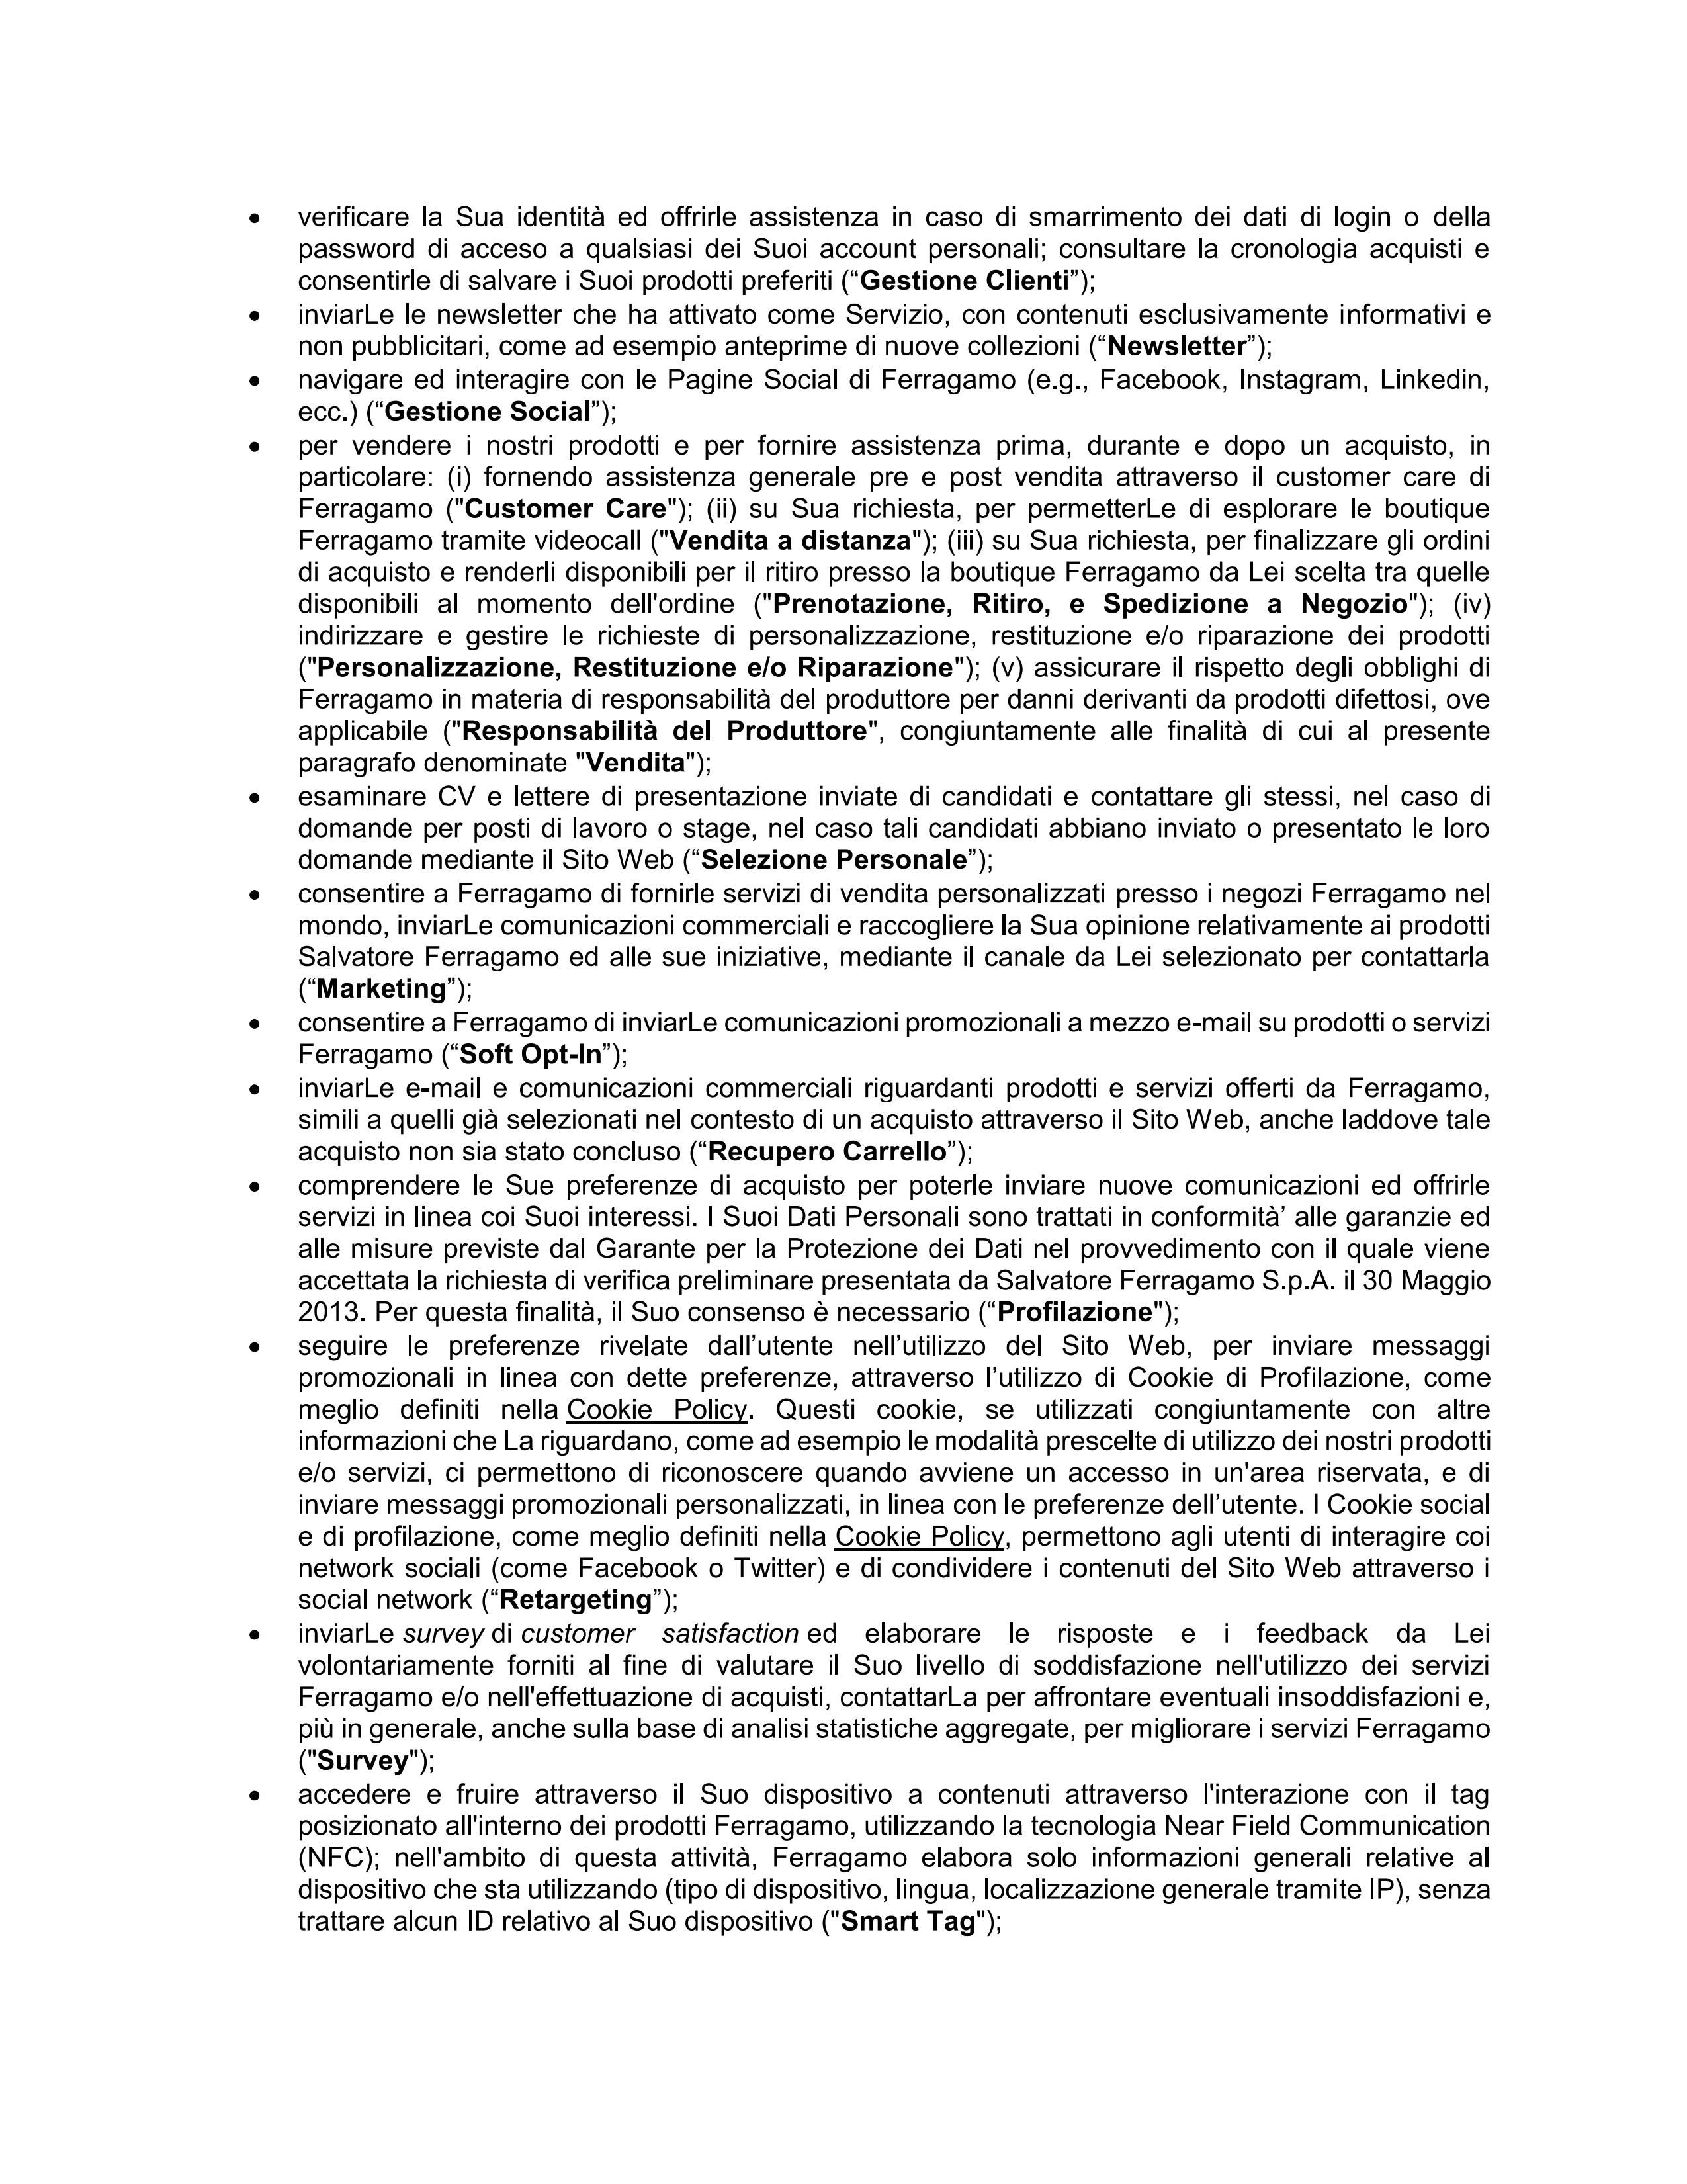 • verificare la Sua identità ed offrirle assistenza in caso di smarrimento dei dati di login o della
password di acceso a qualsiasi dei Suoi account personali; consultare la cronologia acquisti e
consentirle di salvare i Suoi prodotti preferiti (“Gestione Clienti”);
• inviarLe le newsletter che ha attivato come Servizio, con contenuti esclusivamente informativi e
non pubblicitari, come ad esempio anteprime di nuove collezioni (“Newsletter”);
• navigare ed interagire con le Pagine Social di Ferragamo (e.g., Facebook, Instagram, Linkedin,
ecc.) (“Gestione Social”);
• per vendere i nostri prodotti e per fornire assistenza prima, durante e dopo un acquisto, in
particolare: (i) fornendo assistenza generale pre e post vendita attraverso il customer care di
Ferragamo ("Customer Care"); (ii) su Sua richiesta, per permetterLe di esplorare le boutique
Ferragamo tramite videocall ("Vendita a distanza"); (iii) su Sua richiesta, per finalizzare gli ordini
di acquisto e renderli disponibili per il ritiro presso la boutique Ferragamo da Lei scelta tra quelle
disponibili al momento dell'ordine ("Prenotazione, Ritiro, e Spedizione a Negozio"); (iv)
indirizzare e gestire le richieste di personalizzazione, restituzione e/o riparazione dei prodotti
("Personalizzazione, Restituzione e/o Riparazione"); (v) assicurare il rispetto degli obblighi di
Ferragamo in materia di responsabilità del produttore per danni derivanti da prodotti difettosi, ove
applicabile ("Responsabilità del Produttore", congiuntamente alle finalità di cui al presente
paragrafo denominate "Vendita");
• esaminare CV e lettere di presentazione inviate di candidati e contattare gli stessi, nel caso di
domande per posti di lavoro o stage, nel caso tali candidati abbiano inviato o presentato le loro
domande mediante il Sito Web (“Selezione Personale”);
• consentire a Ferragamo di fornirle servizi di vendita personalizzati presso i negozi Ferragamo nel
mondo, inviarLe comunicazioni commerciali e raccogliere la Sua opinione relativamente ai prodotti
Salvatore Ferragamo ed alle sue iniziative, mediante il canale da Lei selezionato per contattarla
(“Marketing”);
• consentire a Ferragamo di inviarLe comunicazioni promozionali a mezzo e-mail su prodotti o servizi
Ferragamo (“Soft Opt-In”);
• inviarLe e-mail e comunicazioni commerciali riguardanti prodotti e servizi offerti da Ferragamo,
simili a quelli già selezionati nel contesto di un acquisto attraverso il Sito Web, anche laddove tale
acquisto non sia stato concluso (“Recupero Carrello”);
• comprendere le Sue preferenze di acquisto per poterle inviare nuove comunicazioni ed offrirle
servizi in linea coi Suoi interessi. I Suoi Dati Personali sono trattati in conformità’ alle garanzie ed
alle misure previste dal Garante per la Protezione dei Dati nel provvedimento con il quale viene
accettata la richiesta di verifica preliminare presentata da Salvatore Ferragamo S.p.A. il 30 Maggio
2013. Per questa finalità, il Suo consenso è necessario (“Profilazione");
• seguire le preferenze rivelate dall’utente nell’utilizzo del Sito Web, per inviare messaggi
promozionali in linea con dette preferenze, attraverso l’utilizzo di Cookie di Profilazione, come
meglio definiti nella Cookie Policy. Questi cookie, se utilizzati congiuntamente con altre
informazioni che La riguardano, come ad esempio le modalità prescelte di utilizzo dei nostri prodotti
e/o servizi, ci permettono di riconoscere quando avviene un accesso in un'area riservata, e di
inviare messaggi promozionali personalizzati, in linea con le preferenze dell’utente. I Cookie social
e di profilazione, come meglio definiti nella Cookie Policy, permettono agli utenti di interagire coi
network sociali (come Facebook o Twitter) e di condividere i contenuti del Sito Web attraverso i
social network (“Retargeting”);
• inviarLe survey di customer satisfaction ed elaborare le risposte e i feedback da Lei
volontariamente forniti al fine di valutare il Suo livello di soddisfazione nell'utilizzo dei servizi
Ferragamo e/o nell'effettuazione di acquisti, contattarLa per affrontare eventuali insoddisfazioni e,
più in generale, anche sulla base di analisi statistiche aggregate, per migliorare i servizi Ferragamo
("Survey");
• accedere e fruire attraverso il Suo dispositivo a contenuti attraverso l'interazione con il tag
posizionato all'interno dei prodotti Ferragamo, utilizzando la tecnologia Near Field Communication
(NFC); nell'ambito di questa attività, Ferragamo elabora solo informazioni generali relative al
dispositivo che sta utilizzando (tipo di dispositivo, lingua, localizzazione generale tramite IP), senza
trattare alcun ID relativo al Suo dispositivo ("Smart Tag");